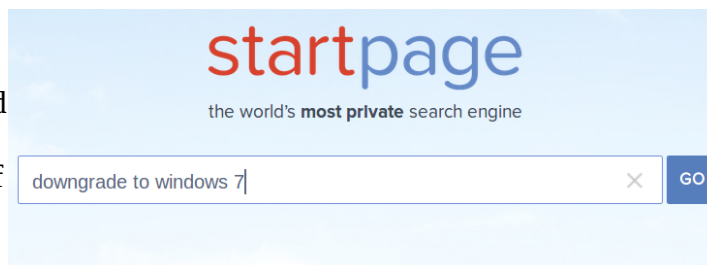 startpage
the world's most private search engine
d
f
downgrade to windows 7
GO